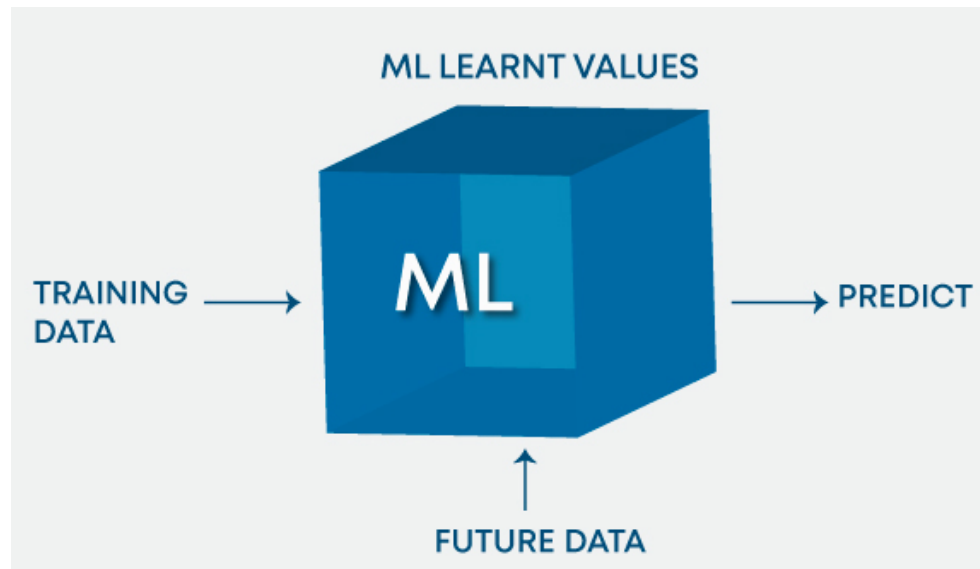 ML LEARNT VALUES
ML
TRAINING
DATA
PREDICT
FUTURE DATA